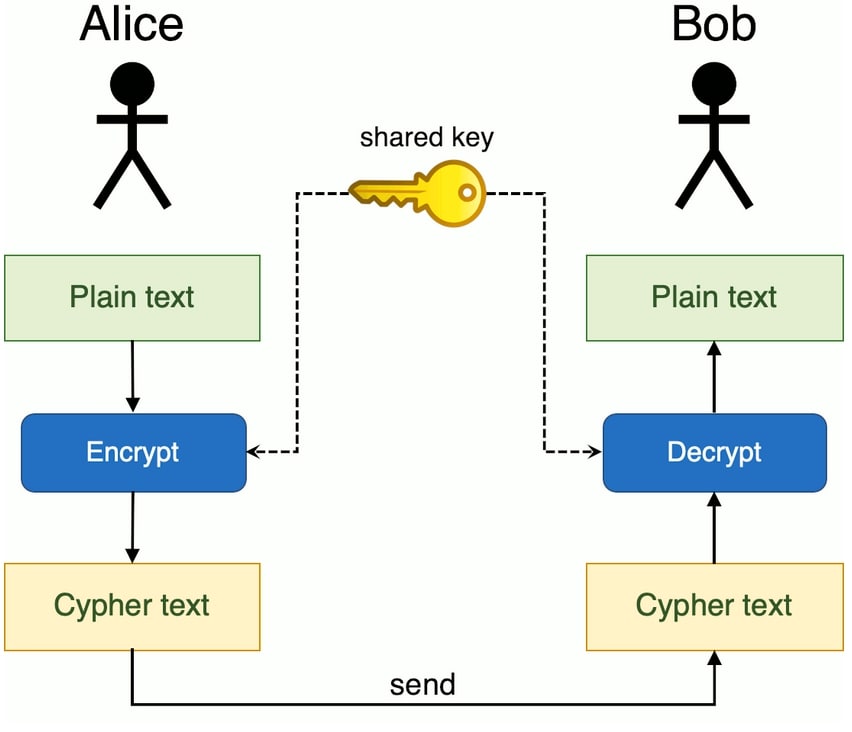 Alice
Bob
shared key
Plain text
Plain text
Encrypt
Decrypt
Cypher text
Cypher text
send